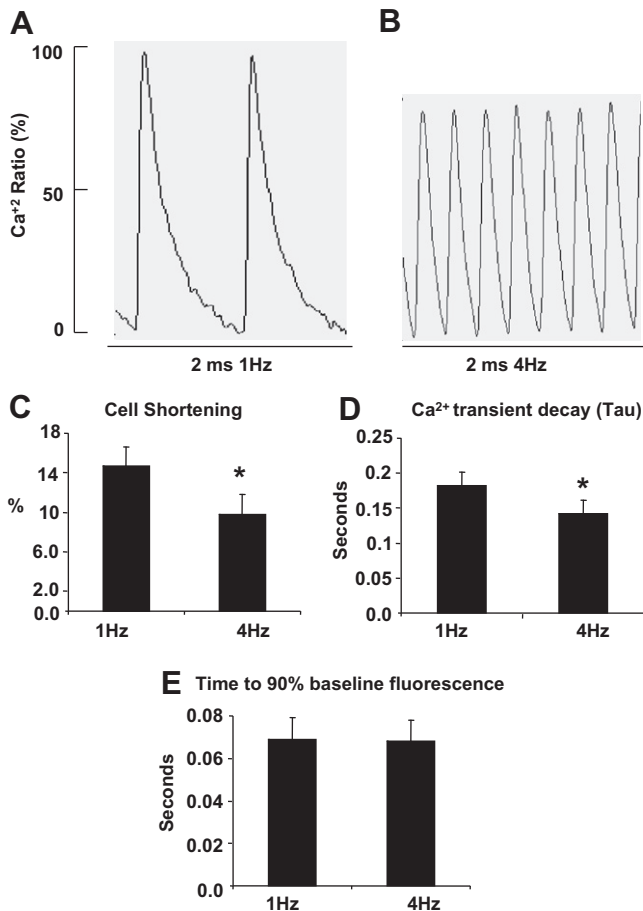 A
B
100
50
0
Ca+2 Ratio (%)
2 ms 1Hz
2 ms 4Hz
C Cell Shortening
18
14
10
6.0
2.0
0.0
%
*
1Hz 4Hz
D Ca2+ transient decay (Tau)
0.25
0.2
0.15
0.1
0.05
0.0
Seconds
*
1Hz 4Hz
E Time to 90% baseline fluorescence
0.08
0.06
0.04
0.02
0.0
Seconds
1Hz 4Hz